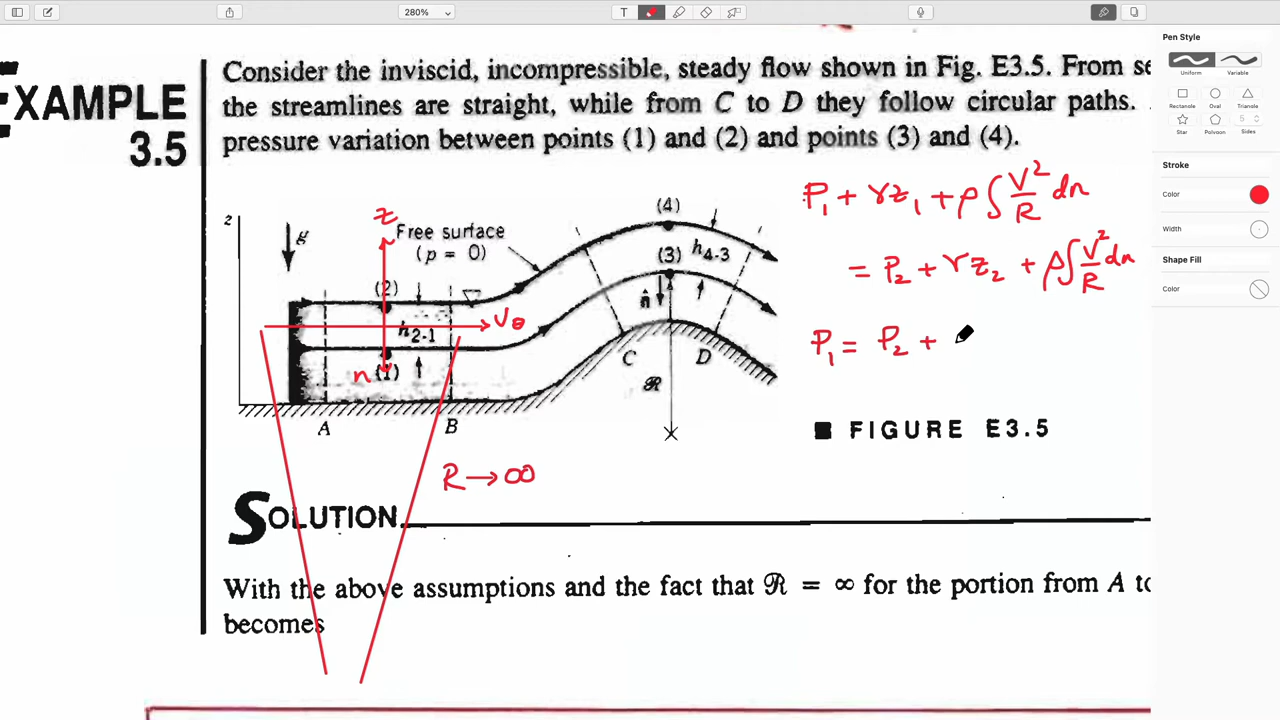 280%
T
EXAMPLE
3.5
Consider the inviscid, incompressible, steady flow shown in Fig. E3.5. From se
the streamlines are straight, while from C to D they follow circular paths.
pressure variation between points (1) and (2) and points (3) and (4).
z
g
z
Free surface
(p = 0)
(4)
(3)
h4-3
n̂
(2)
h2-1
Vθ
n
(1)
C
D
ℛ
A
B
R → ∞
P₁ + γz₁ + ρ∫ V²/R dn
= P₂ + γz₂ + ρ∫ V²/R dn
P₁ = P₂ +
■ FIGURE E3.5
SOLUTION
With the above assumptions and the fact that ℛ = ∞ for the portion from A to
becomes
Pen Style
Uniform
Variable
Rectangle
Oval
Triangle
Star
Polygon
5
Sides
Stroke
Color
Width
Shape Fill
Color